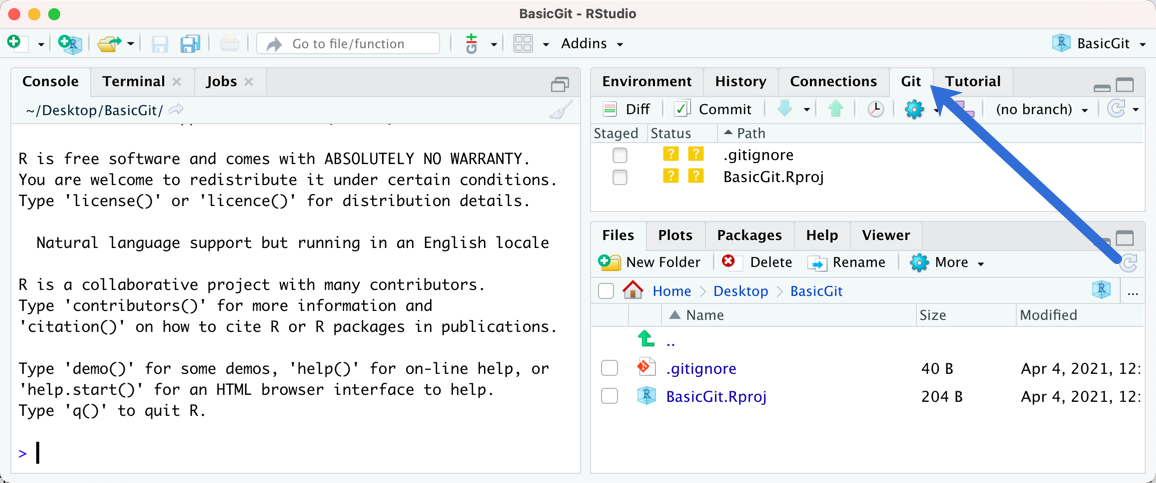 BasicGit - RStudio
Go to file/function
Addins
BasicGit
Console Terminal Jobs
~/Desktop/BasicGit/
R is free software and comes with ABSOLUTELY NO WARRANTY.
You are welcome to redistribute it under certain conditions.
Type 'license()' or 'licence()' for distribution details.
Natural language support but running in an English locale
R is a collaborative project with many contributors.
Type 'contributors()' for more information and
'citation()' on how to cite R or R packages in publications.
Type 'demo()' for some demos, 'help()' for on-line help, or
'help.start()' for an HTML browser interface to help.
Type 'q()' to quit R.
>
Environment History Connections Git Tutorial
Diff Commit (no branch)
Staged Status Path
? ? .gitignore
? ? BasicGit.Rproj
Files Plots Packages Help Viewer
New Folder Delete Rename More
Home > Desktop > BasicGit R ...
Name Size Modified
..
.gitignore 40 B Apr 4, 2021, 12:
R BasicGit.Rproj 204 B Apr 4, 2021, 12: